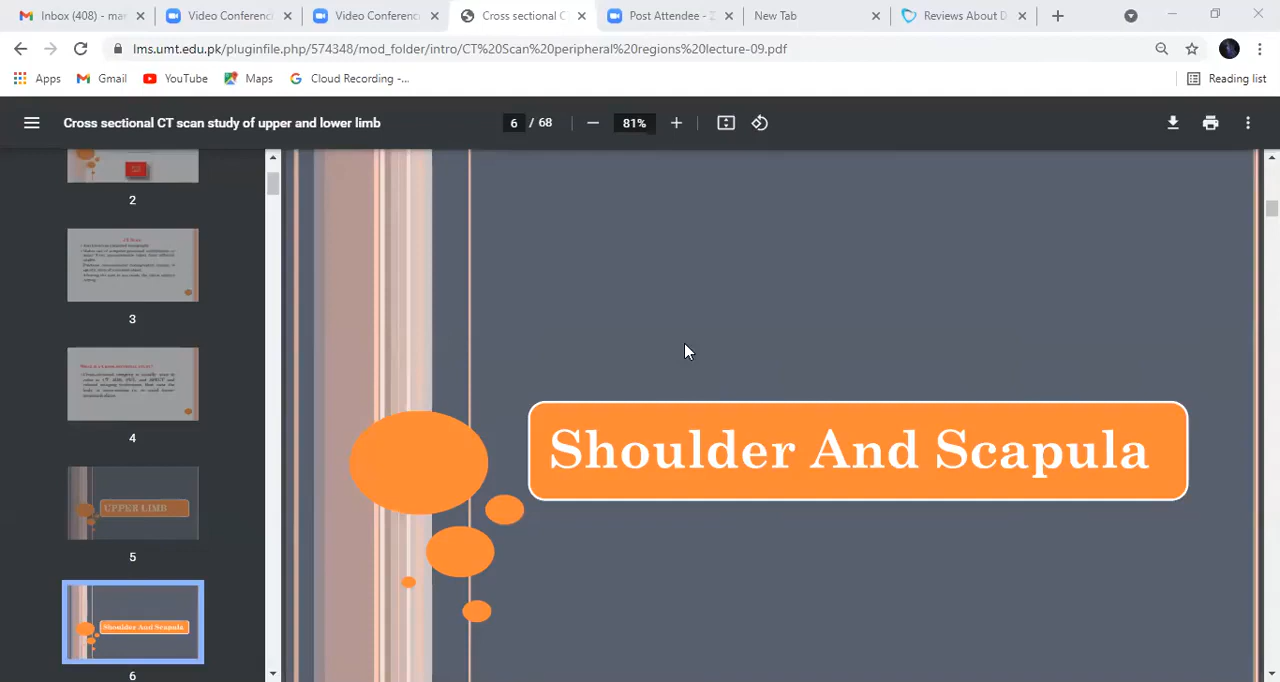 Inbox (408) - mar
Video Conferenc
Video Conferenc
Cross sectional C
Post Attendee - Z
New Tab
Reviews About D
lms.umt.edu.pk/pluginfile.php/574348/mod_folder/intro/CT%20Scan%20peripheral%20regions%20lecture-09.pdf
Apps
Gmail
YouTube
Maps
Cloud Recording -...
Reading list
Cross sectional CT scan study of upper and lower limb
6 / 68
81%
2
3
4
UPPER LIMB
5
Shoulder And Scapula
6
Shoulder And Scapula